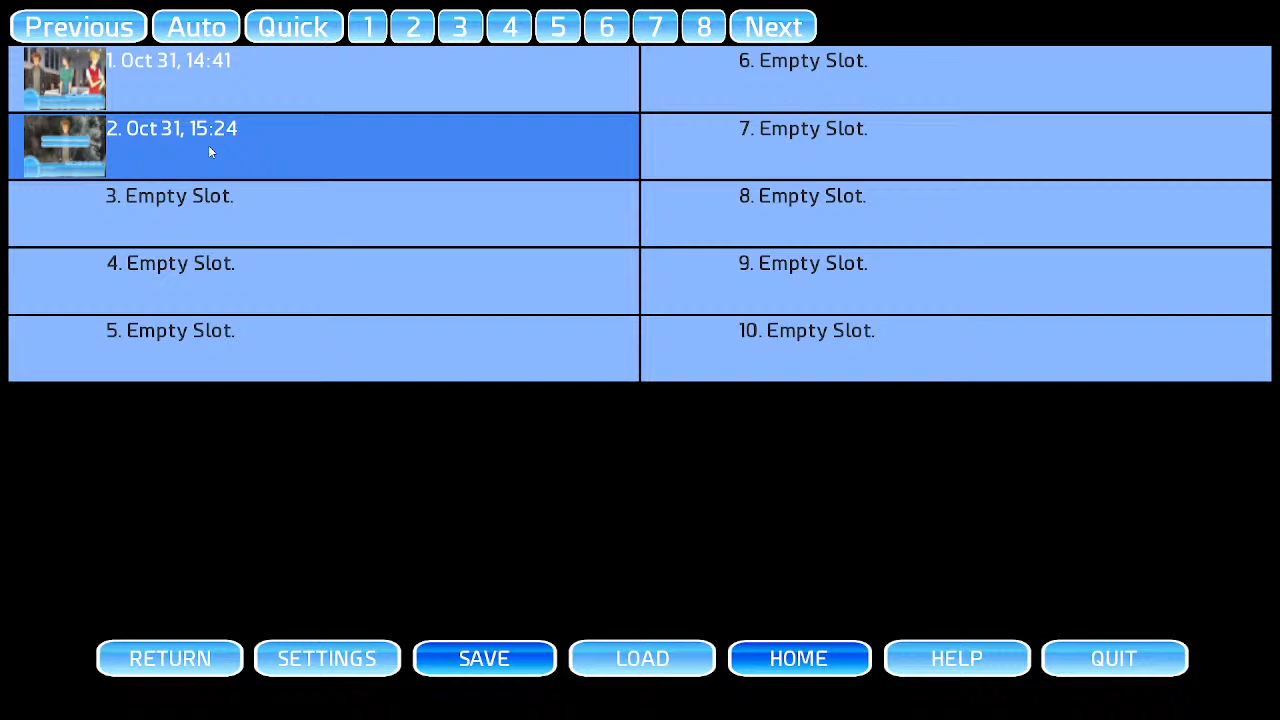 Previous Auto Quick 1 2 3 4 5 6 7 8 Next
1. Oct 31, 14:41
2. Oct 31, 15:24
3. Empty Slot.
4. Empty Slot.
5. Empty Slot.
6. Empty Slot.
7. Empty Slot.
8. Empty Slot.
9. Empty Slot.
10. Empty Slot.
RETURN SETTINGS SAVE LOAD HOME HELP QUIT